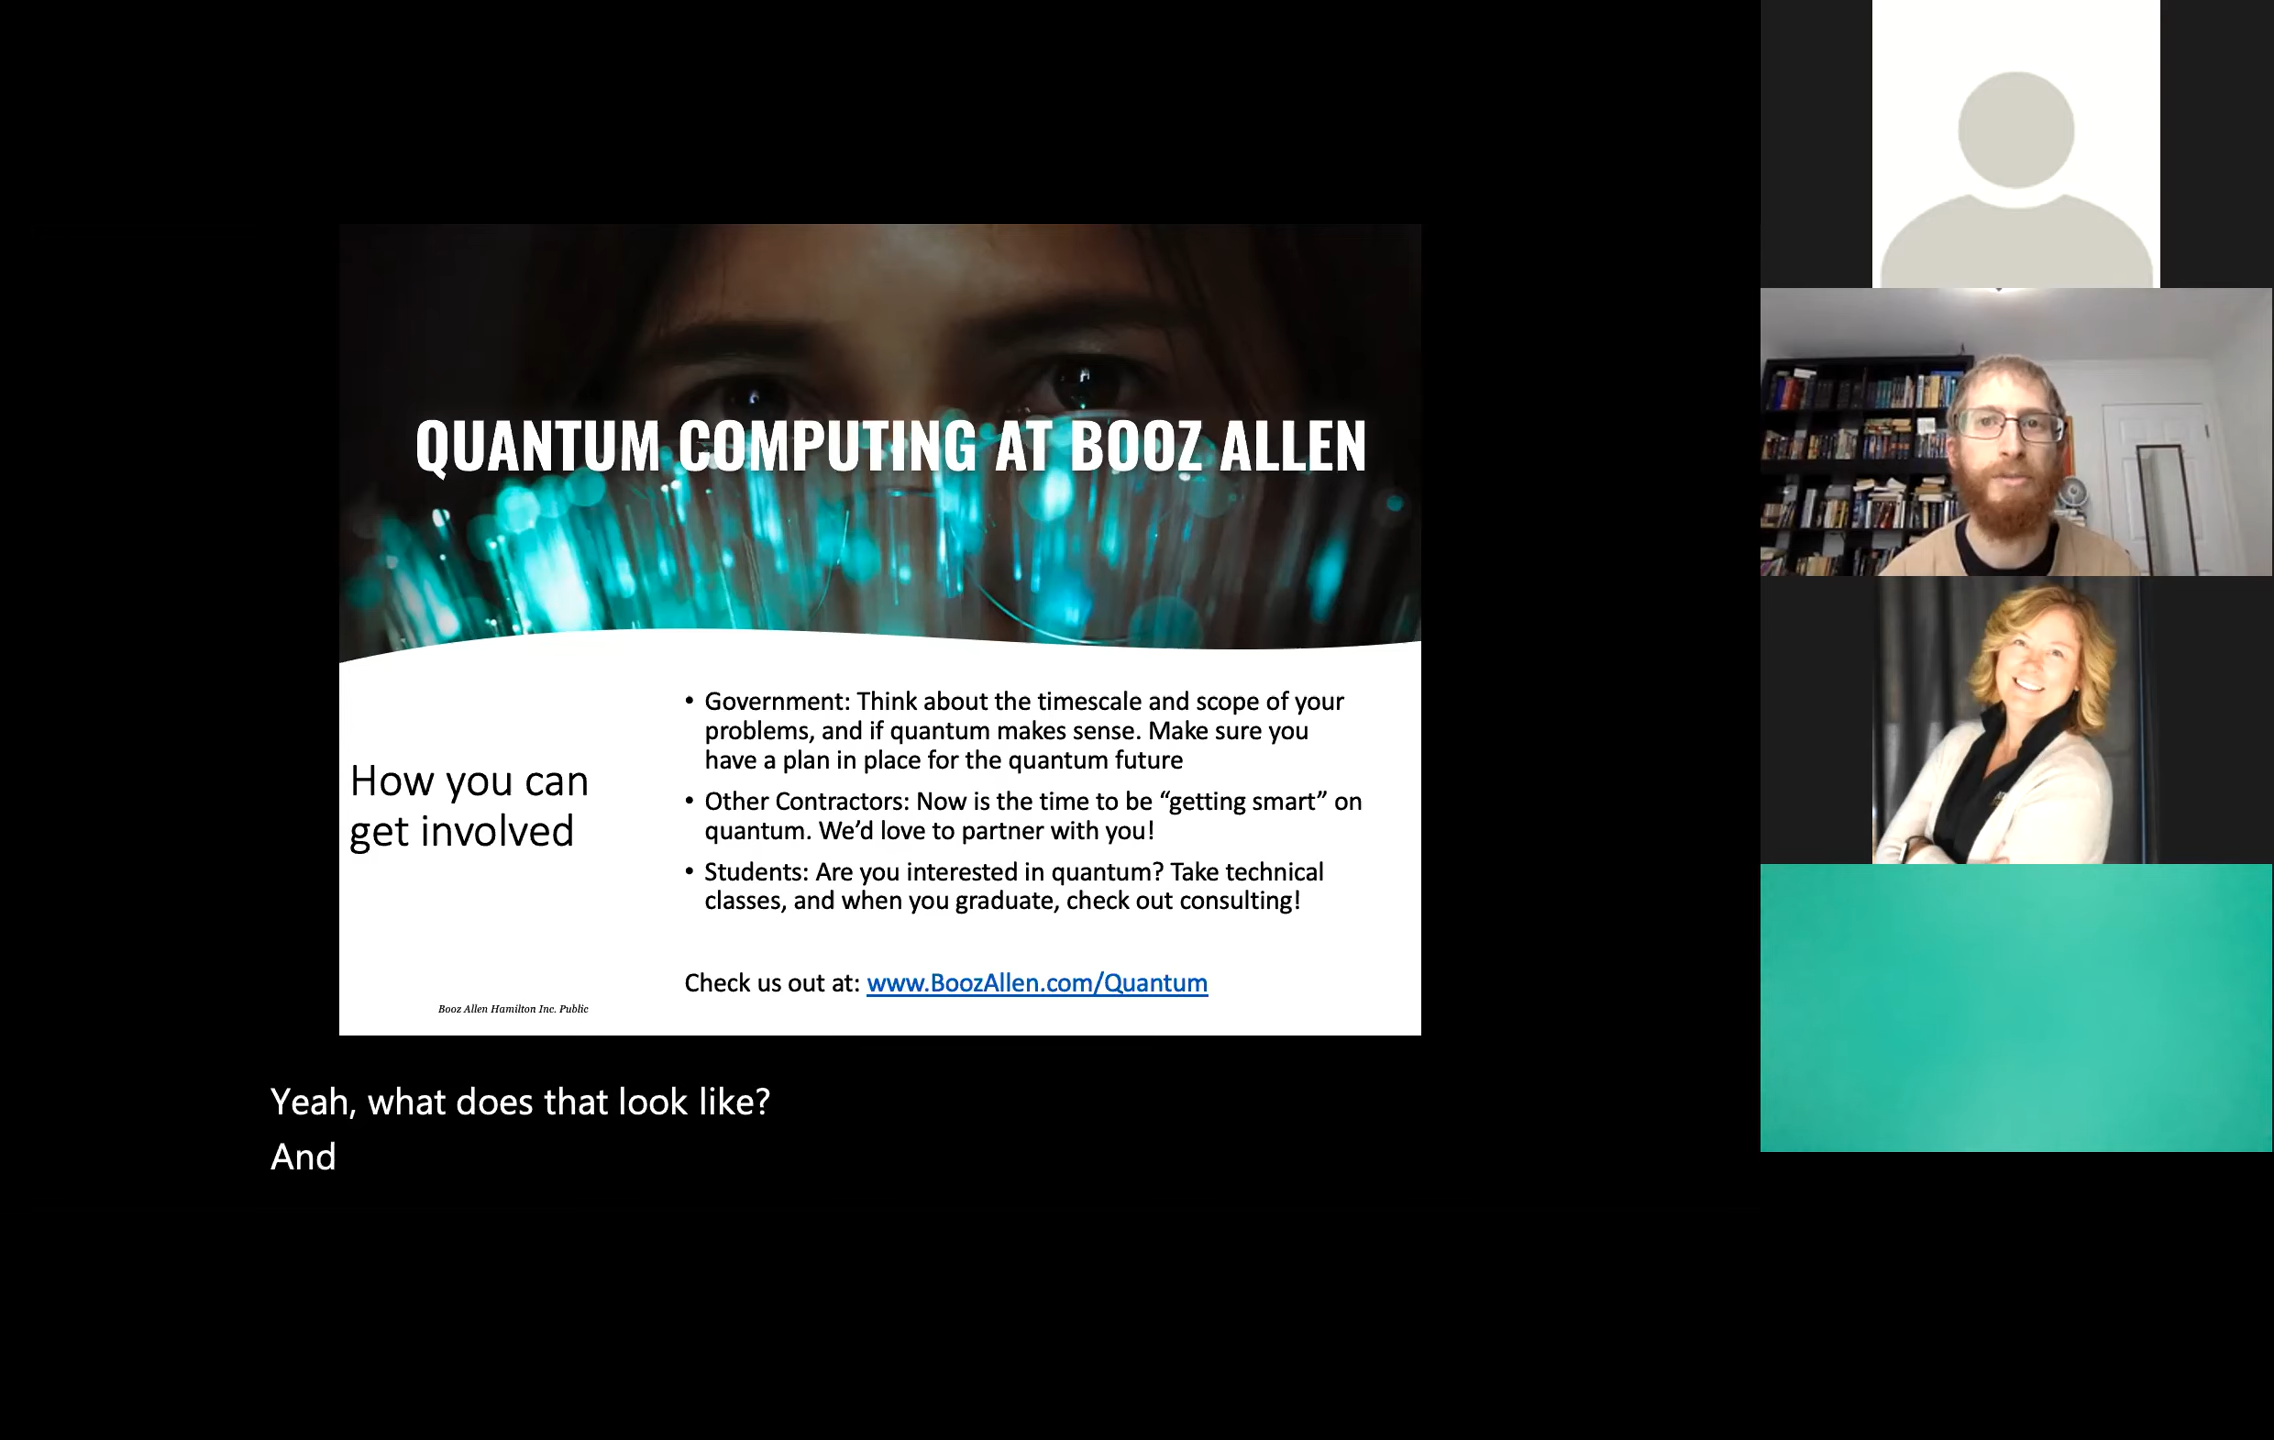 QUANTUM COMPUTING AT BOOZ ALLEN
How you can
get involved
• Government: Think about the timescale and scope of your
problems, and if quantum makes sense. Make sure you
have a plan in place for the quantum future
• Other Contractors: Now is the time to be “getting smart” on
quantum. We’d love to partner with you!
• Students: Are you interested in quantum? Take technical
classes, and when you graduate, check out consulting!
Check us out at: www.BoozAllen.com/Quantum
Booz Allen Hamilton Inc. Public
Yeah, what does that look like?
And